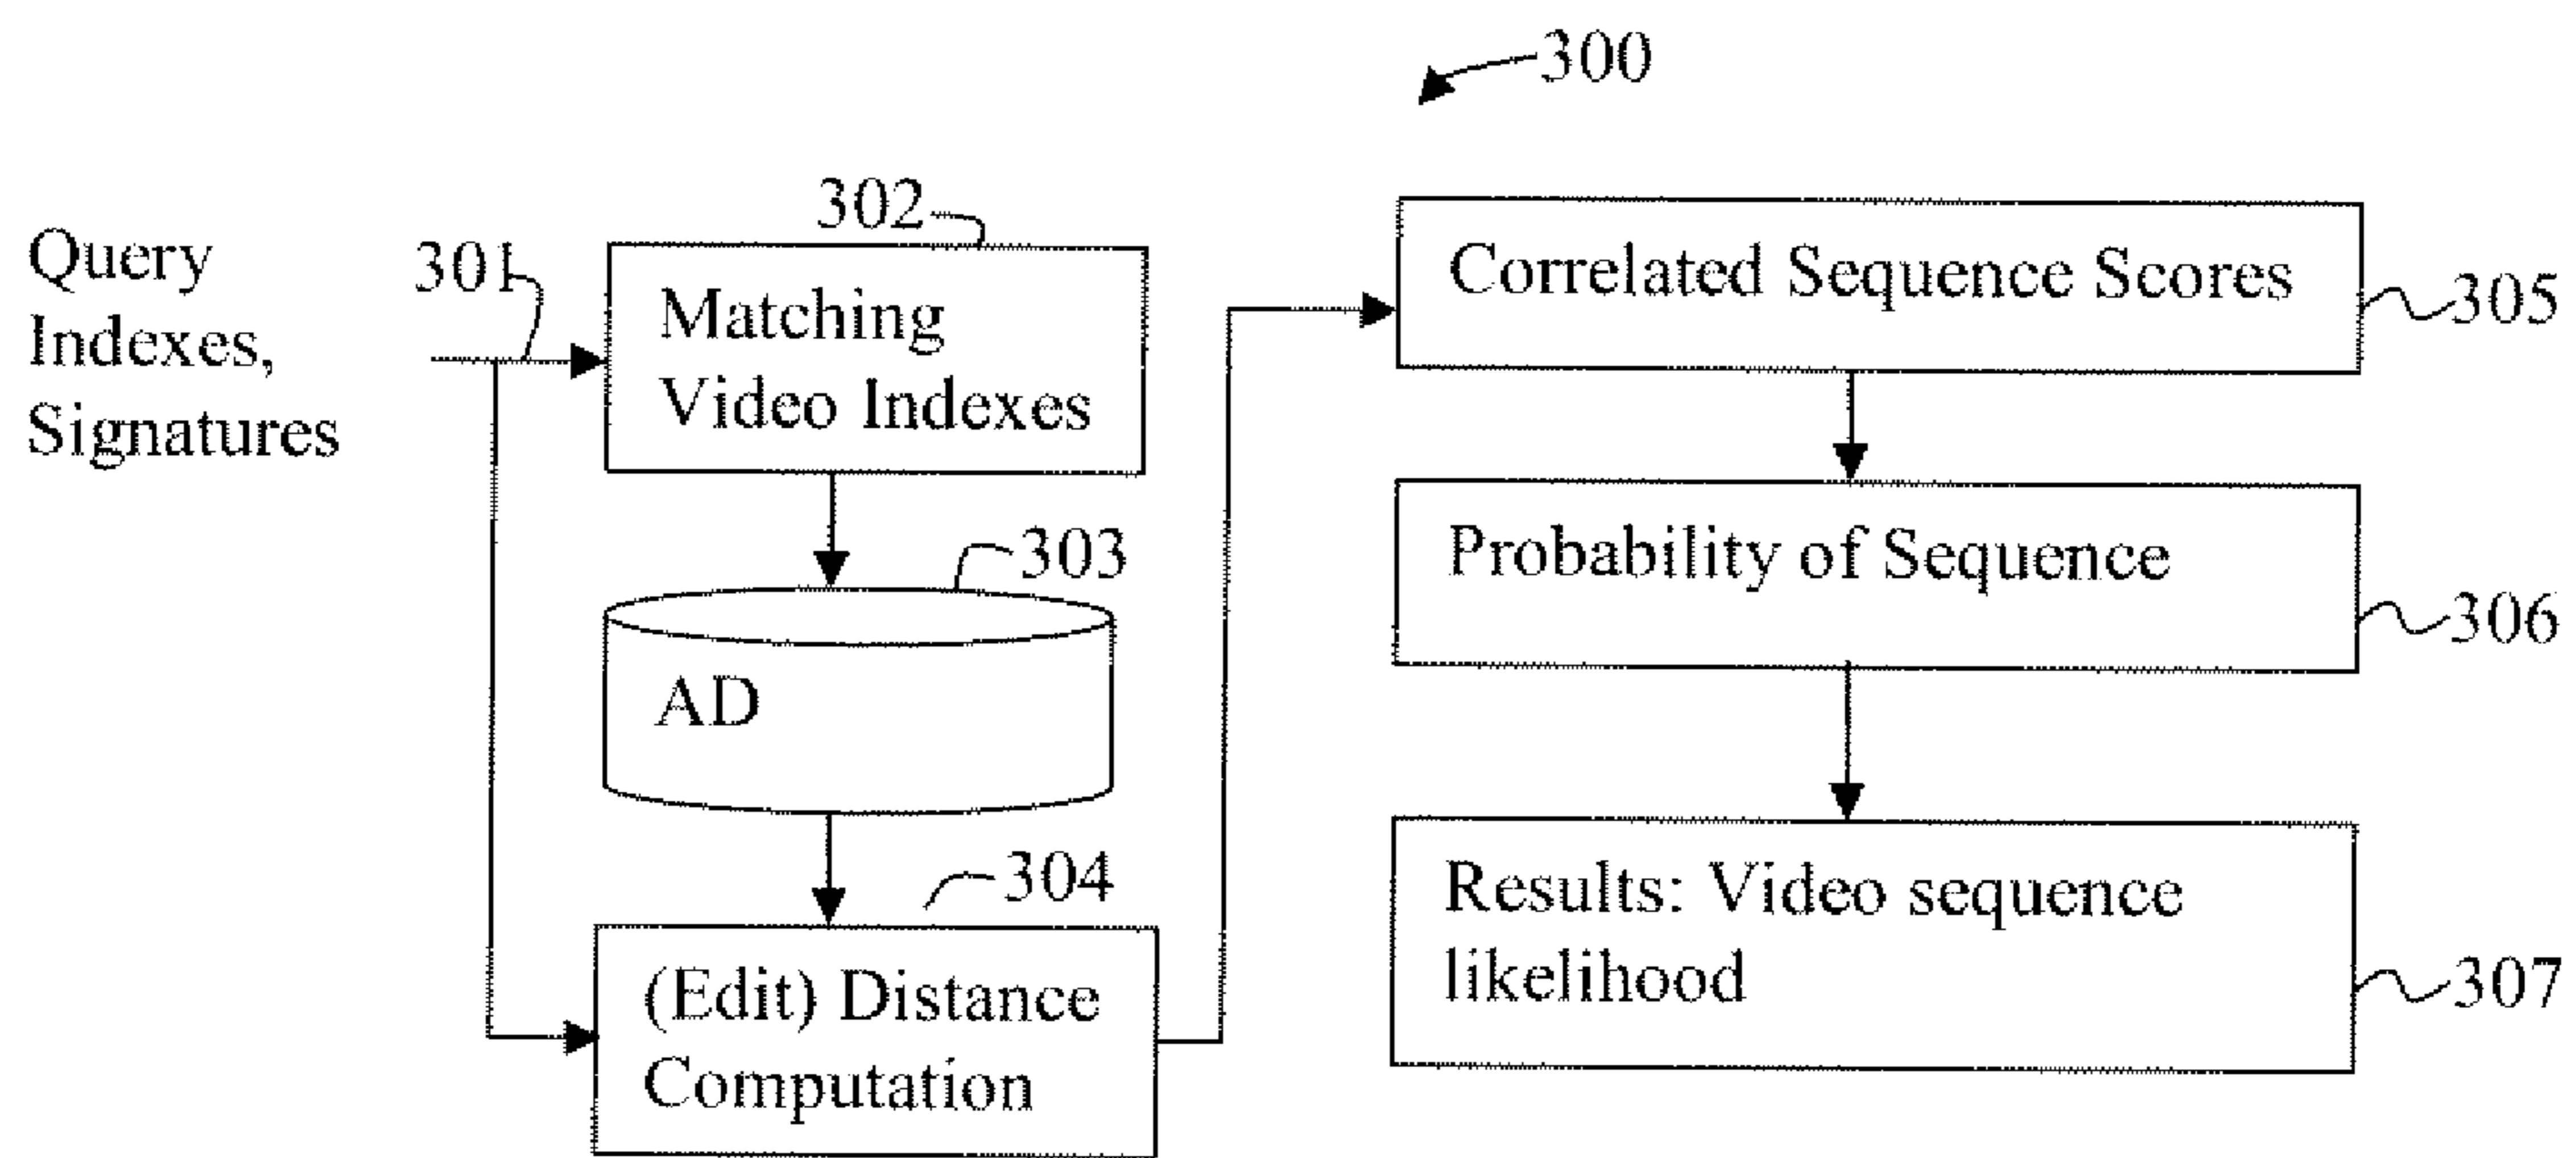 300
Query
Indexes,
Signatures
301
302
Matching
Video Indexes
303
AD
304
(Edit) Distance
Computation
Correlated Sequence Scores
305
Probability of Sequence
306
Results: Video sequence
likelihood
307